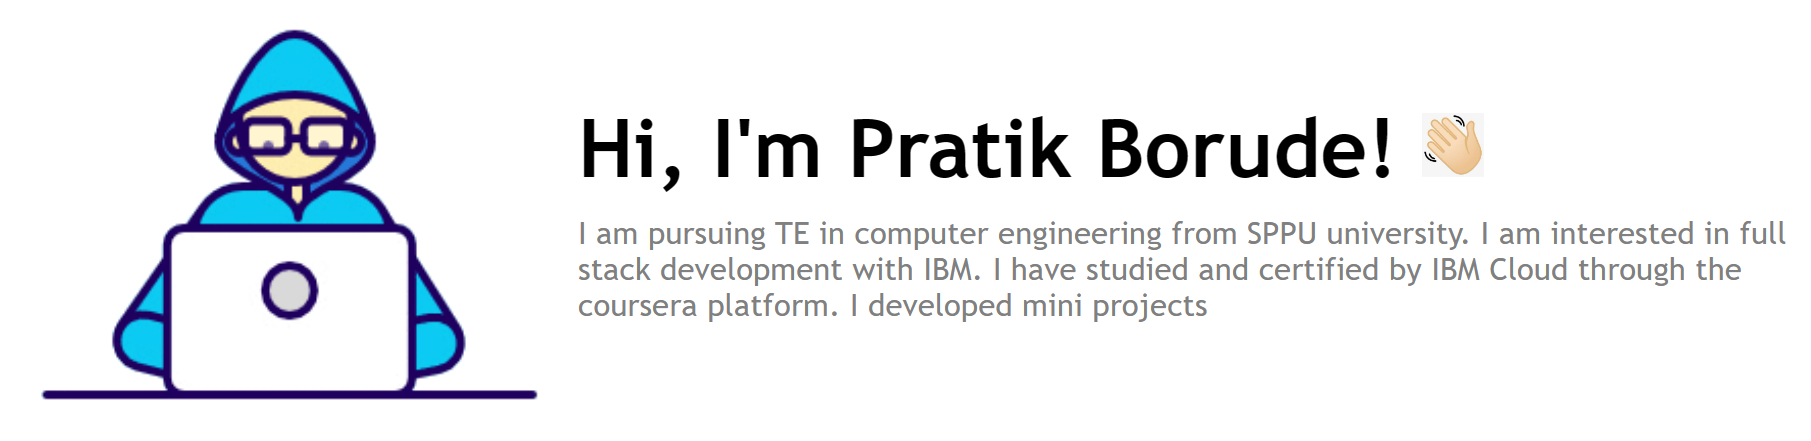 Hi, I'm Pratik Borude! 👋🏻
I am pursuing TE in computer engineering from SPPU university. I am interested in full
stack development with IBM. I have studied and certified by IBM Cloud through the
coursera platform. I developed mini projects